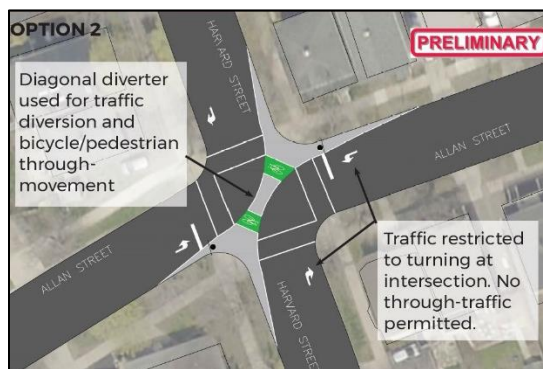 OPTION 2
PRELIMINARY
HARVARD STREET
Diagonal diverter
used for traffic
diversion and
bicycle/pedestrian
through-
movement
ALLAN STREET
ALLAN STREET
Traffic restricted
to turning at
intersection. No
through-traffic
permitted.
HARVARD STREET